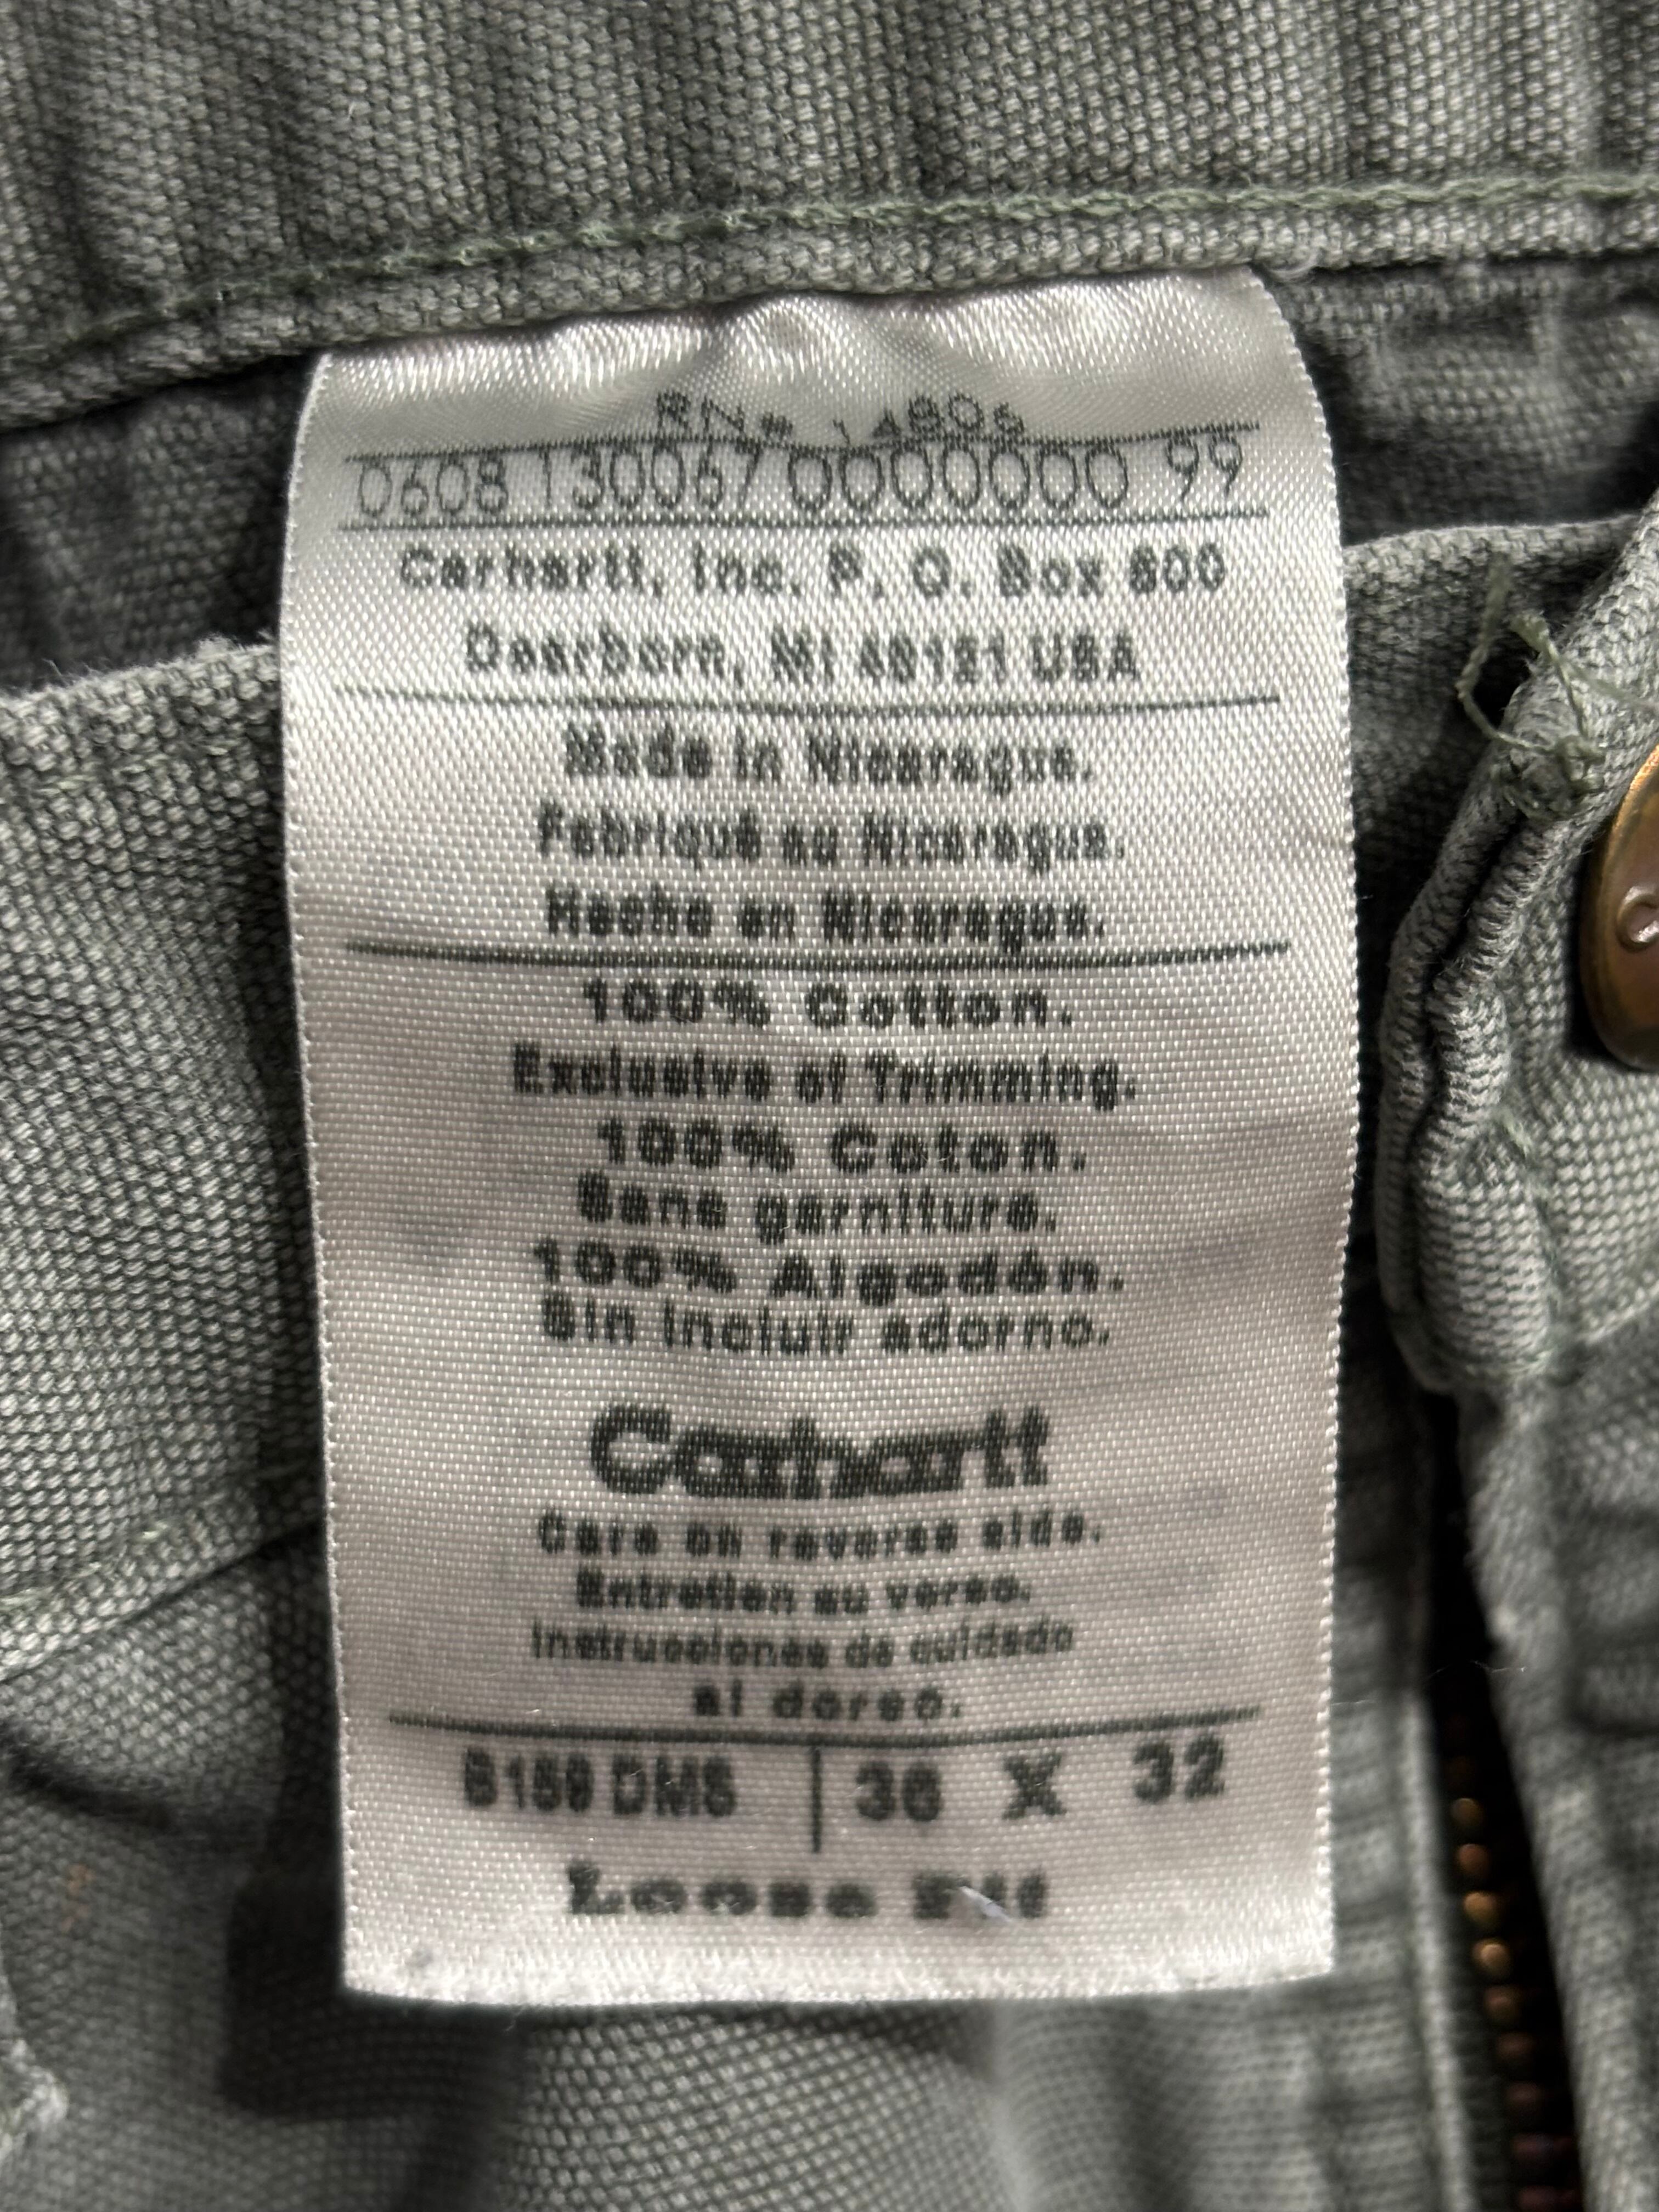 RN# 14806
0608 130067 0000000 99
Carhartt, Inc. P. O. Box 600
Dearborn, MI 48121 USA
Made in Nicaragua.
Fabriqué au Nicaragua.
Hecho en Nicaragua.
100% Cotton.
Exclusive of Trimming.
100% Coton.
Sans garniture.
100% Algodón.
Sin incluir adorno.
Carhartt
Care on reverse side.
Entretien au verso.
Instrucciones de cuidado
al dorso.
B159 DMS | 36 X 32
Loose Fit